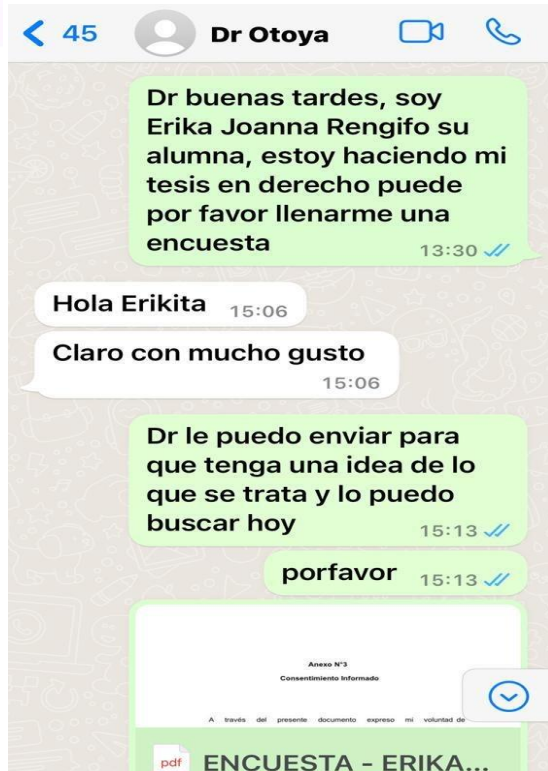 45 Dr Otoya
Dr buenas tardes, soy
Erika Joanna Rengifo su
alumna, estoy haciendo mi
tesis en derecho puede
por favor llenarme una
encuesta 13:30
Hola Erikita 15:06
Claro con mucho gusto
15:06
Dr le puedo enviar para
que tenga una idea de lo
que se trata y lo puedo
buscar hoy 15:13
porfavor 15:13
Anexo N°3
Consentimiento Informado
A través del presente documento expreso mi voluntad de
pdf ENCUESTA - ERIKA...